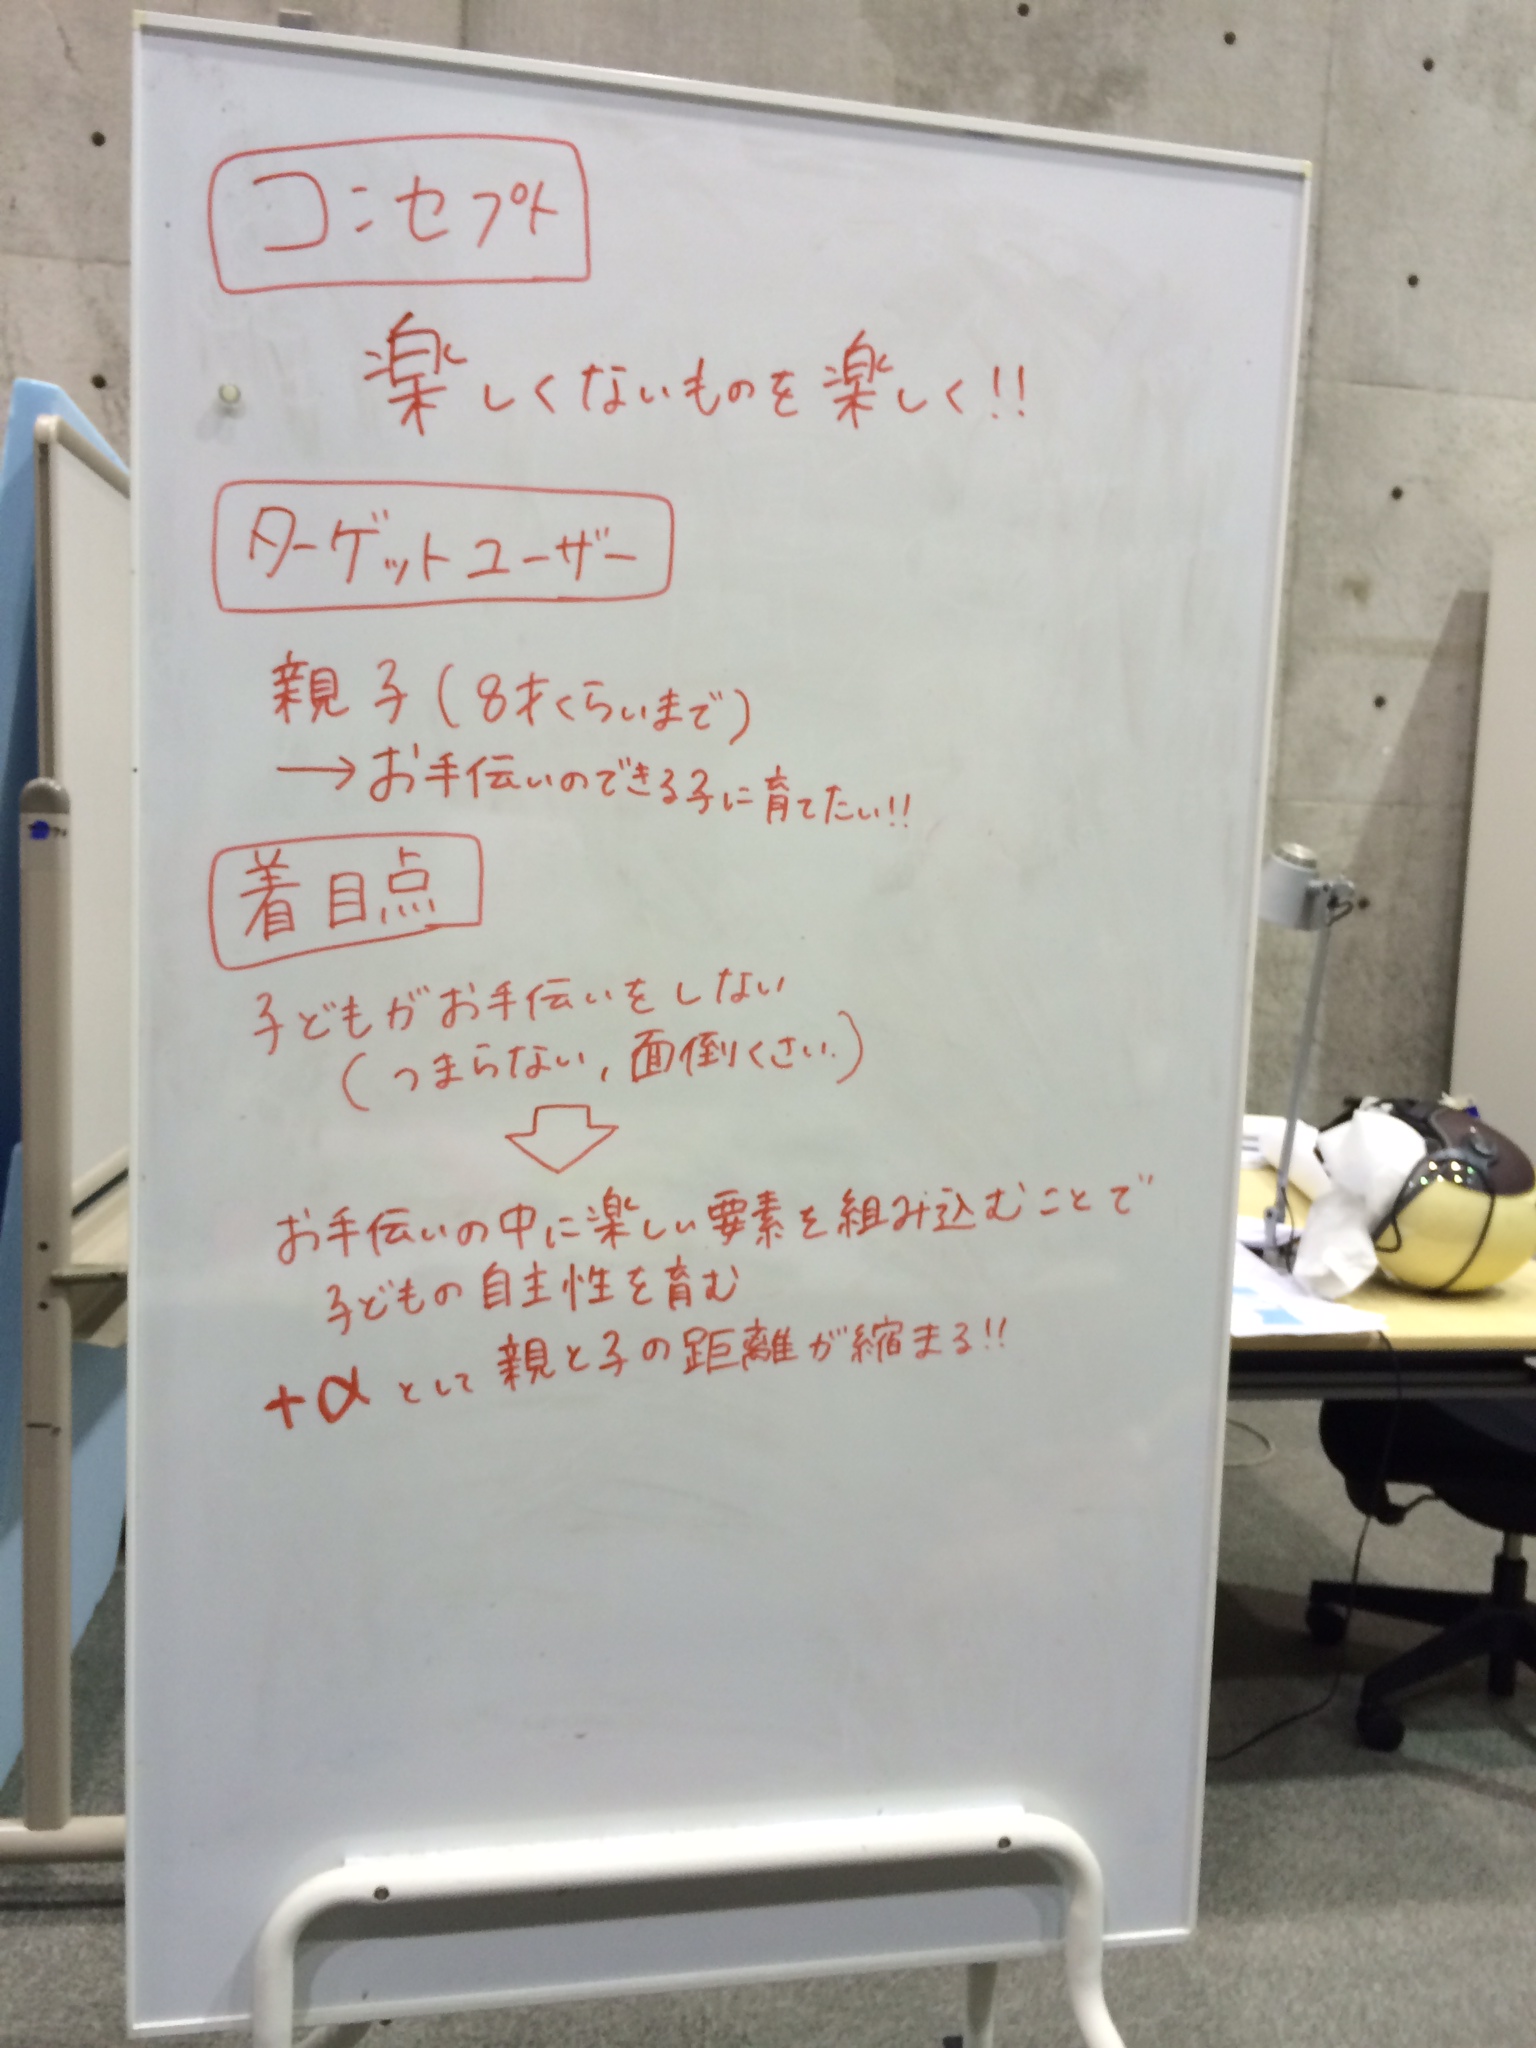 コンセプト
楽しくないものを楽しく!!
ターゲットユーザー
親子(8才くらいまで)
→お手伝いのできる子に育てたい!!
着目点
子どもがお手伝いをしない
(つまらない,面倒くさい)
お手伝いの中に楽しい要素を組み込むことで
子どもの自主性を育む
+αとして親と子の距離が縮まる!!